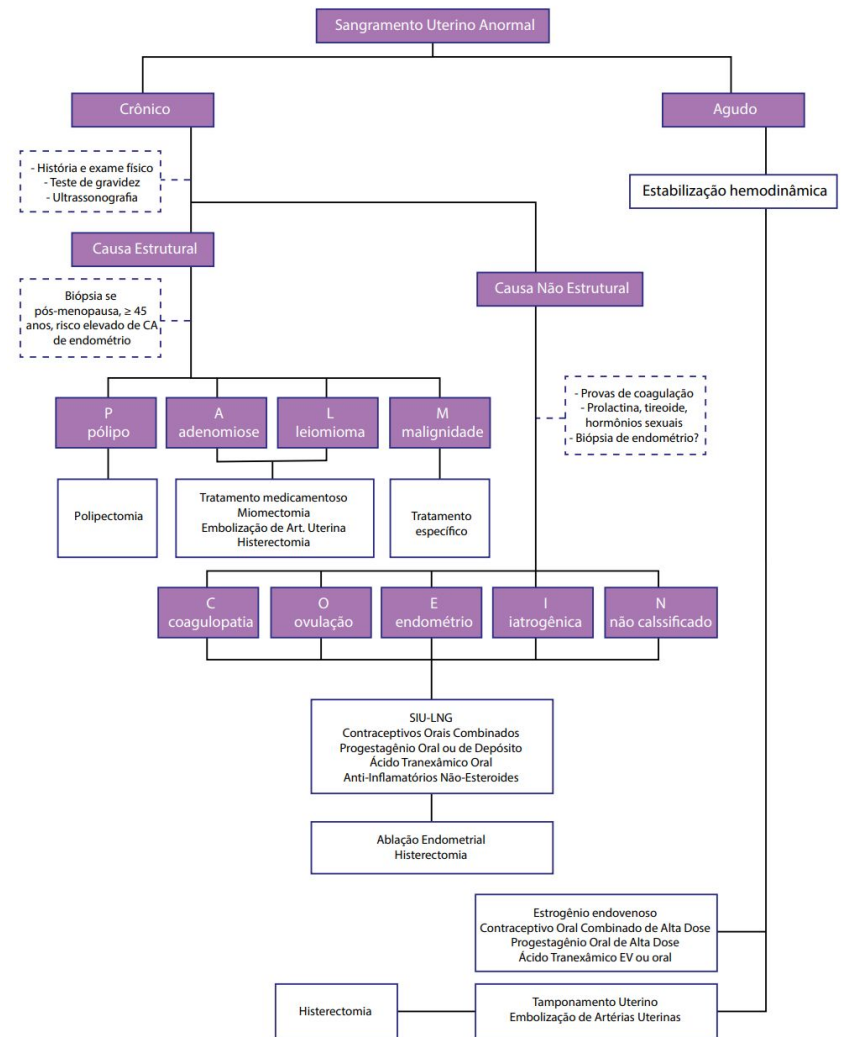 Sangramento Uterino Anormal
Crônico
Agudo
- História e exame físico
- Teste de gravidez
- Ultrassonografia
Estabilização hemodinâmica
Causa Estrutural
Causa Não Estrutural
Biópsia se
pós-menopausa, ≥ 45
anos, risco elevado de CA
de endométrio
- Provas de coagulação
- Prolactina, tireoide,
hormônios sexuais
- Biópsia de endométrio?
P
pólipo
A
adenomiose
L
leiomioma
M
malignidade
Polipectomia
Tratamento medicamentoso
Miomectomia
Embolização de Art. Uterina
Histerectomia
Tratamento
específico
C
coagulopatia
O
ovulação
E
endométrio
I
iatrogênica
N
não calssificado
SIU-LNG
Contraceptivos Orais Combinados
Progestagênio Oral ou de Depósito
Ácido Tranexâmico Oral
Anti-Inflamatórios Não-Esteroides
Ablação Endometrial
Histerectomia
Estrogênio endovenoso
Contraceptivo Oral Combinado de Alta Dose
Progestagênio Oral de Alta Dose
Ácido Tranexâmico EV ou oral
Histerectomia
Tamponamento Uterino
Embolização de Artérias Uterinas